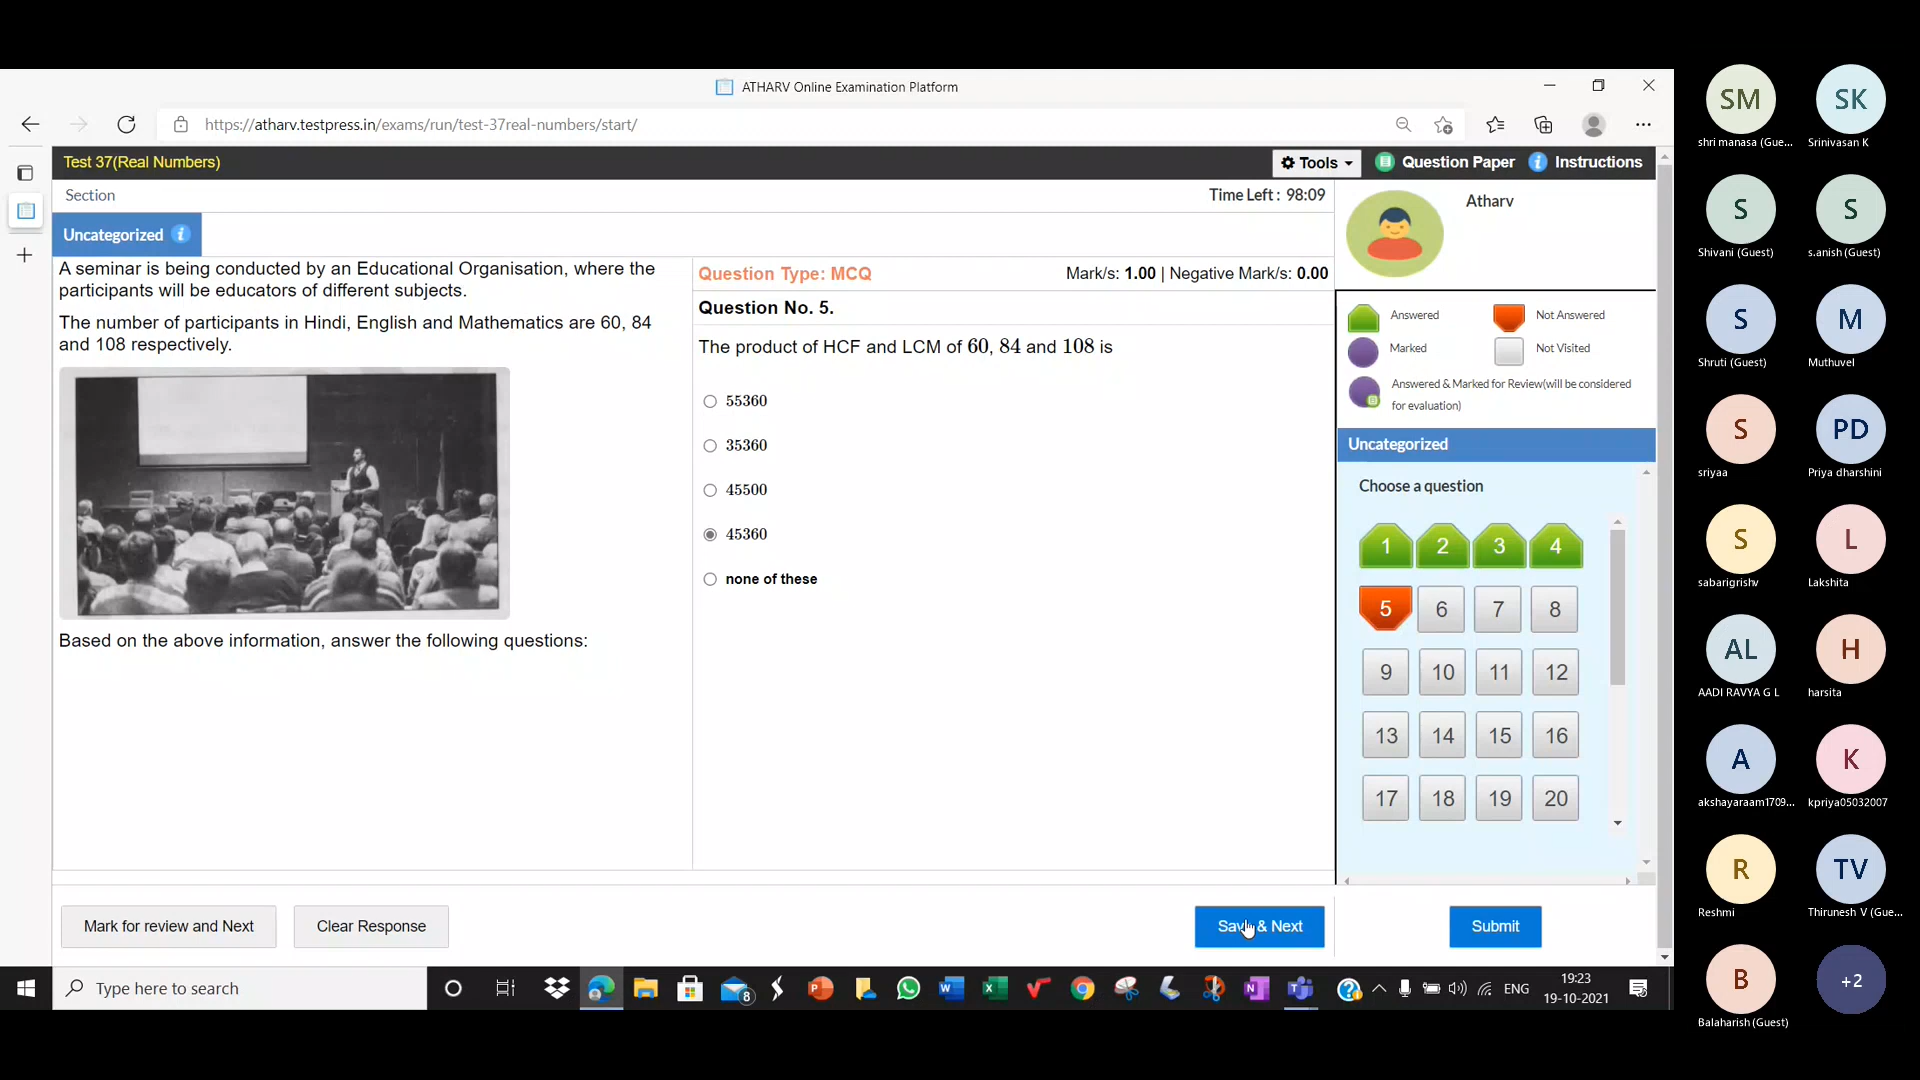 ATHARV Online Examination Platform
https://atharv.testpress.in/exams/run/test-37real-numbers/start/
Test 37(Real Numbers)
Tools
Question Paper
Instructions
Section
Time Left : 98:09
Uncategorized
Atharv
A seminar is being conducted by an Educational Organisation, where the
participants will be educators of different subjects.
The number of participants in Hindi, English and Mathematics are 60, 84
and 108 respectively.
Based on the above information, answer the following questions:
Question Type: MCQ
Mark/s: 1.00 | Negative Mark/s: 0.00
Question No. 5.
The product of HCF and LCM of 60, 84 and 108 is
55360
35360
45500
45360
none of these
Answered
Not Answered
Marked
Not Visited
Answered & Marked for Review(will be considered
for evaluation)
Uncategorized
Choose a question
1 2 3 4
5 6 7 8
9 10 11 12
13 14 15 16
17 18 19 20
Mark for review and Next
Clear Response
Save & Next
Submit
Type here to search
8
ENG
19:23
19-10-2021
SM
shri manasa (Gue...
SK
Srinivasan K
S
Shivani (Guest)
S
s.anish (Guest)
S
Shruti (Guest)
M
Muthuvel
S
sriyaa
PD
Priya dharshini
S
sabarigrishv
L
Lakshita
AL
AADI RAVYA G L
H
harsita
A
akshayaraam1709...
K
kpriya05032007
R
Reshmi
TV
Thirunesh V (Gue...
B
Balaharish (Guest)
+2